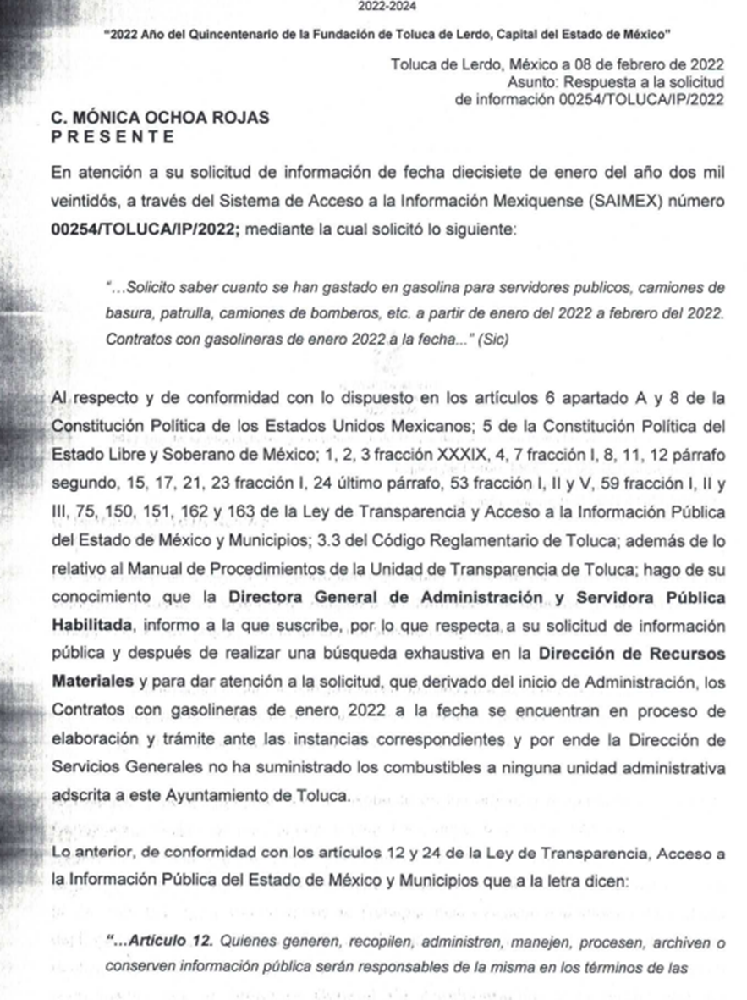 2022-2024
"2022 Año del Quincentenario de la Fundación de Toluca de Lerdo, Capital del Estado de México"
Toluca de Lerdo, México a 08 de febrero de 2022
Asunto: Respuesta a la solicitud
de información 00254/TOLUCA/IP/2022
C. MÓNICA OCHOA ROJAS
P R E S E N T E
En atención a su solicitud de información de fecha diecisiete de enero del año dos mil
veintidós, a través del Sistema de Acceso a la Información Mexiquense (SAIMEX) número
00254/TOLUCA/IP/2022; mediante la cual solicitó lo siguiente:
"…Solicito saber cuanto se han gastado en gasolina para servidores publicos, camiones de
basura, patrulla, camiones de bomberos, etc. a partir de enero del 2022 a febrero del 2022.
Contratos con gasolineras de enero 2022 a la fecha…" (Sic)
Al respecto y de conformidad con lo dispuesto en los artículos 6 apartado A y 8 de la
Constitución Política de los Estados Unidos Mexicanos; 5 de la Constitución Política del
Estado Libre y Soberano de México; 1, 2, 3 fracción XXXIX, 4, 7 fracción I, 8, 11, 12 párrafo
segundo, 15, 17, 21, 23 fracción I, 24 último párrafo, 53 fracción I, II y V, 59 fracción I, II y
III, 75, 150, 151, 162 y 163 de la Ley de Transparencia y Acceso a la Información Pública
del Estado de México y Municipios; 3.3 del Código Reglamentario de Toluca; además de lo
relativo al Manual de Procedimientos de la Unidad de Transparencia de Toluca; hago de su
conocimiento que la Directora General de Administración y Servidora Pública
Habilitada, informo a la que suscribe, por lo que respecta a su solicitud de información
pública y después de realizar una búsqueda exhaustiva en la Dirección de Recursos
Materiales y para dar atención a la solicitud, que derivado del inicio de Administración, los
Contratos con gasolineras de enero 2022 a la fecha se encuentran en proceso de
elaboración y trámite ante las instancias correspondientes y por ende la Dirección de
Servicios Generales no ha suministrado los combustibles a ninguna unidad administrativa
adscrita a este Ayuntamiento de Toluca.
Lo anterior, de conformidad con los artículos 12 y 24 de la Ley de Transparencia, Acceso a
la Información Pública del Estado de México y Municipios que a la letra dicen:
"…Artículo 12. Quienes generen, recopilen, administren, manejen, procesen, archiven o
conserven información pública serán responsables de la misma en los términos de las